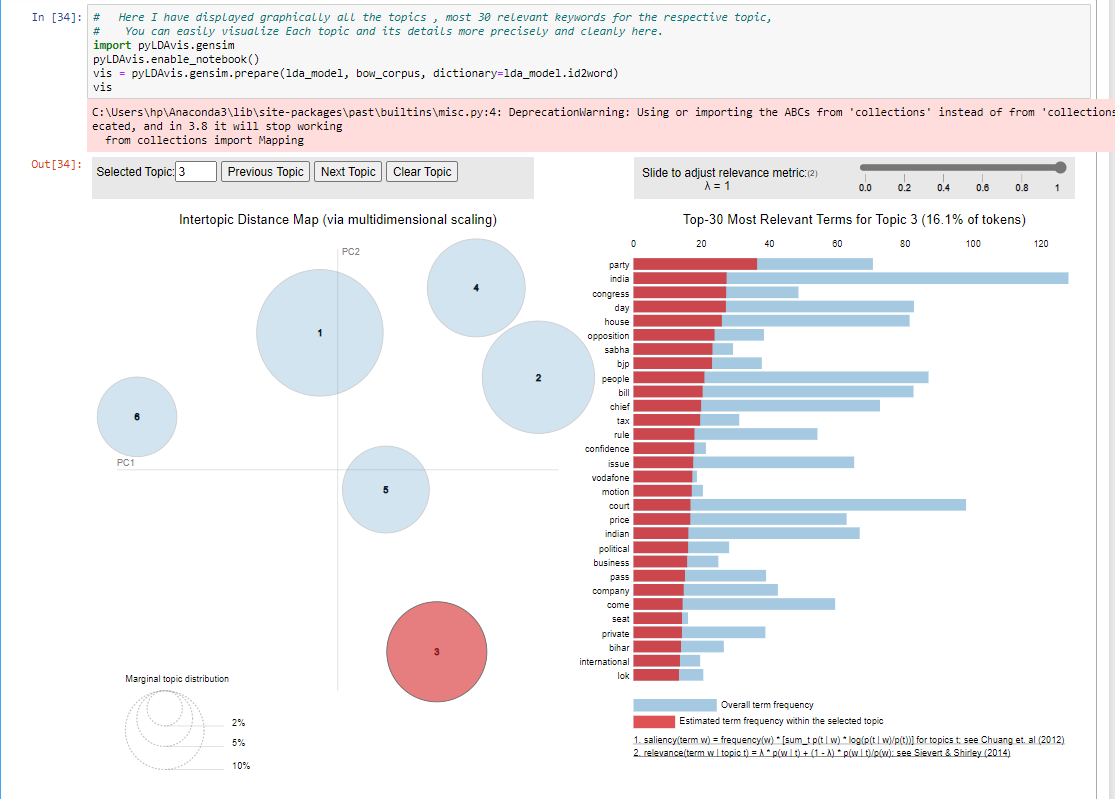 In [34]:
#   Here I have displayed graphically all the topics , most 30 relevant keywords for the respective topic,
#    You can easily visualize Each topic and its details more precisely and cleanly here.
import pyLDAvis.gensim
pyLDAvis.enable_notebook()
vis = pyLDAvis.gensim.prepare(lda_model, bow_corpus, dictionary=lda_model.id2word)
vis
C:\Users\hp\Anaconda3\lib\site-packages\past\builtins\misc.py:4: DeprecationWarning: Using or importing the ABCs from 'collections' instead of from 'collections
ecated, and in 3.8 it will stop working
  from collections import Mapping
Out[34]:
Selected Topic: 3 Previous Topic Next Topic Clear Topic
Slide to adjust relevance metric:(2)
λ = 1
0.0 0.2 0.4 0.6 0.8 1
Intertopic Distance Map (via multidimensional scaling)
PC2
4
1
2
6
PC1
5
3
Marginal topic distribution
2%
5%
10%
Top-30 Most Relevant Terms for Topic 3 (16.1% of tokens)
0 20 40 60 80 100 120
party
india
congress
day
house
opposition
sabha
bjp
people
bill
chief
tax
rule
confidence
issue
vodafone
motion
court
price
indian
political
business
pass
company
come
seat
private
bihar
international
lok
Overall term frequency
Estimated term frequency within the selected topic
1. saliency(term w) = frequency(w) * [sum_t p(t | w) * log(p(t | w)/p(t))] for topics t; see Chuang et. al (2012)
2. relevance(term w | topic t) = λ * p(w | t) + (1 - λ) * p(w | t)/p(w); see Sievert & Shirley (2014)